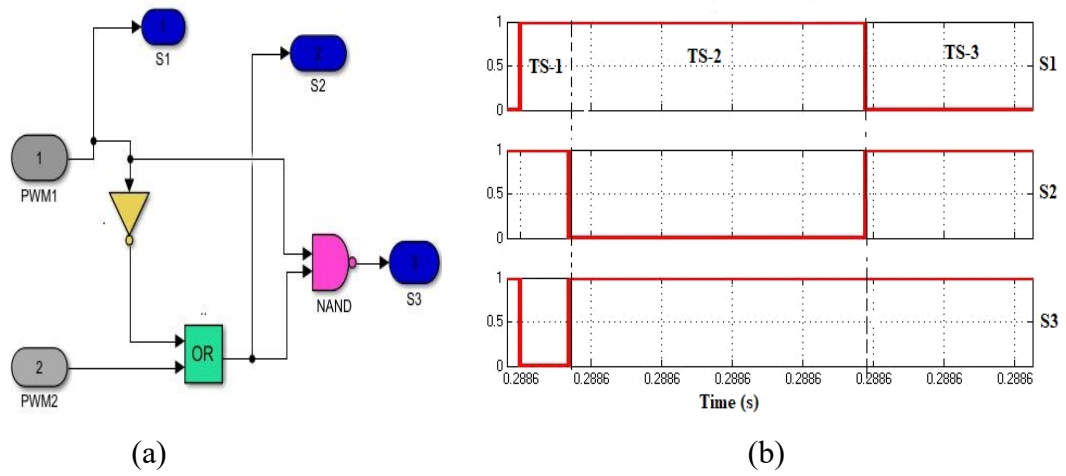 1
S1
2
S2
1
PWM1
NAND
3
S3
..
OR
2
PWM2
(a)
1
0.5
0
TS-1
TS-2
TS-3
S1
1
0.5
0
S2
1
0.5
0
S3
0.2886 0.2886 0.2886 0.2886 0.2886 0.2886 0.2886 0.2886
Time (s)
(b)